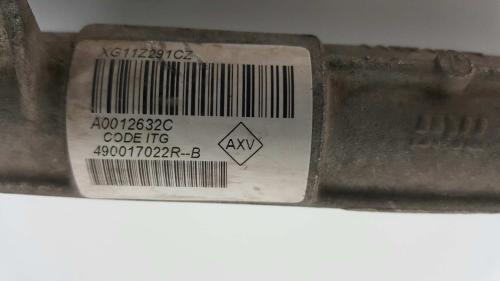 XG11Z291CZ
A0012632C
CODE ITG
490017022R--B
AXV